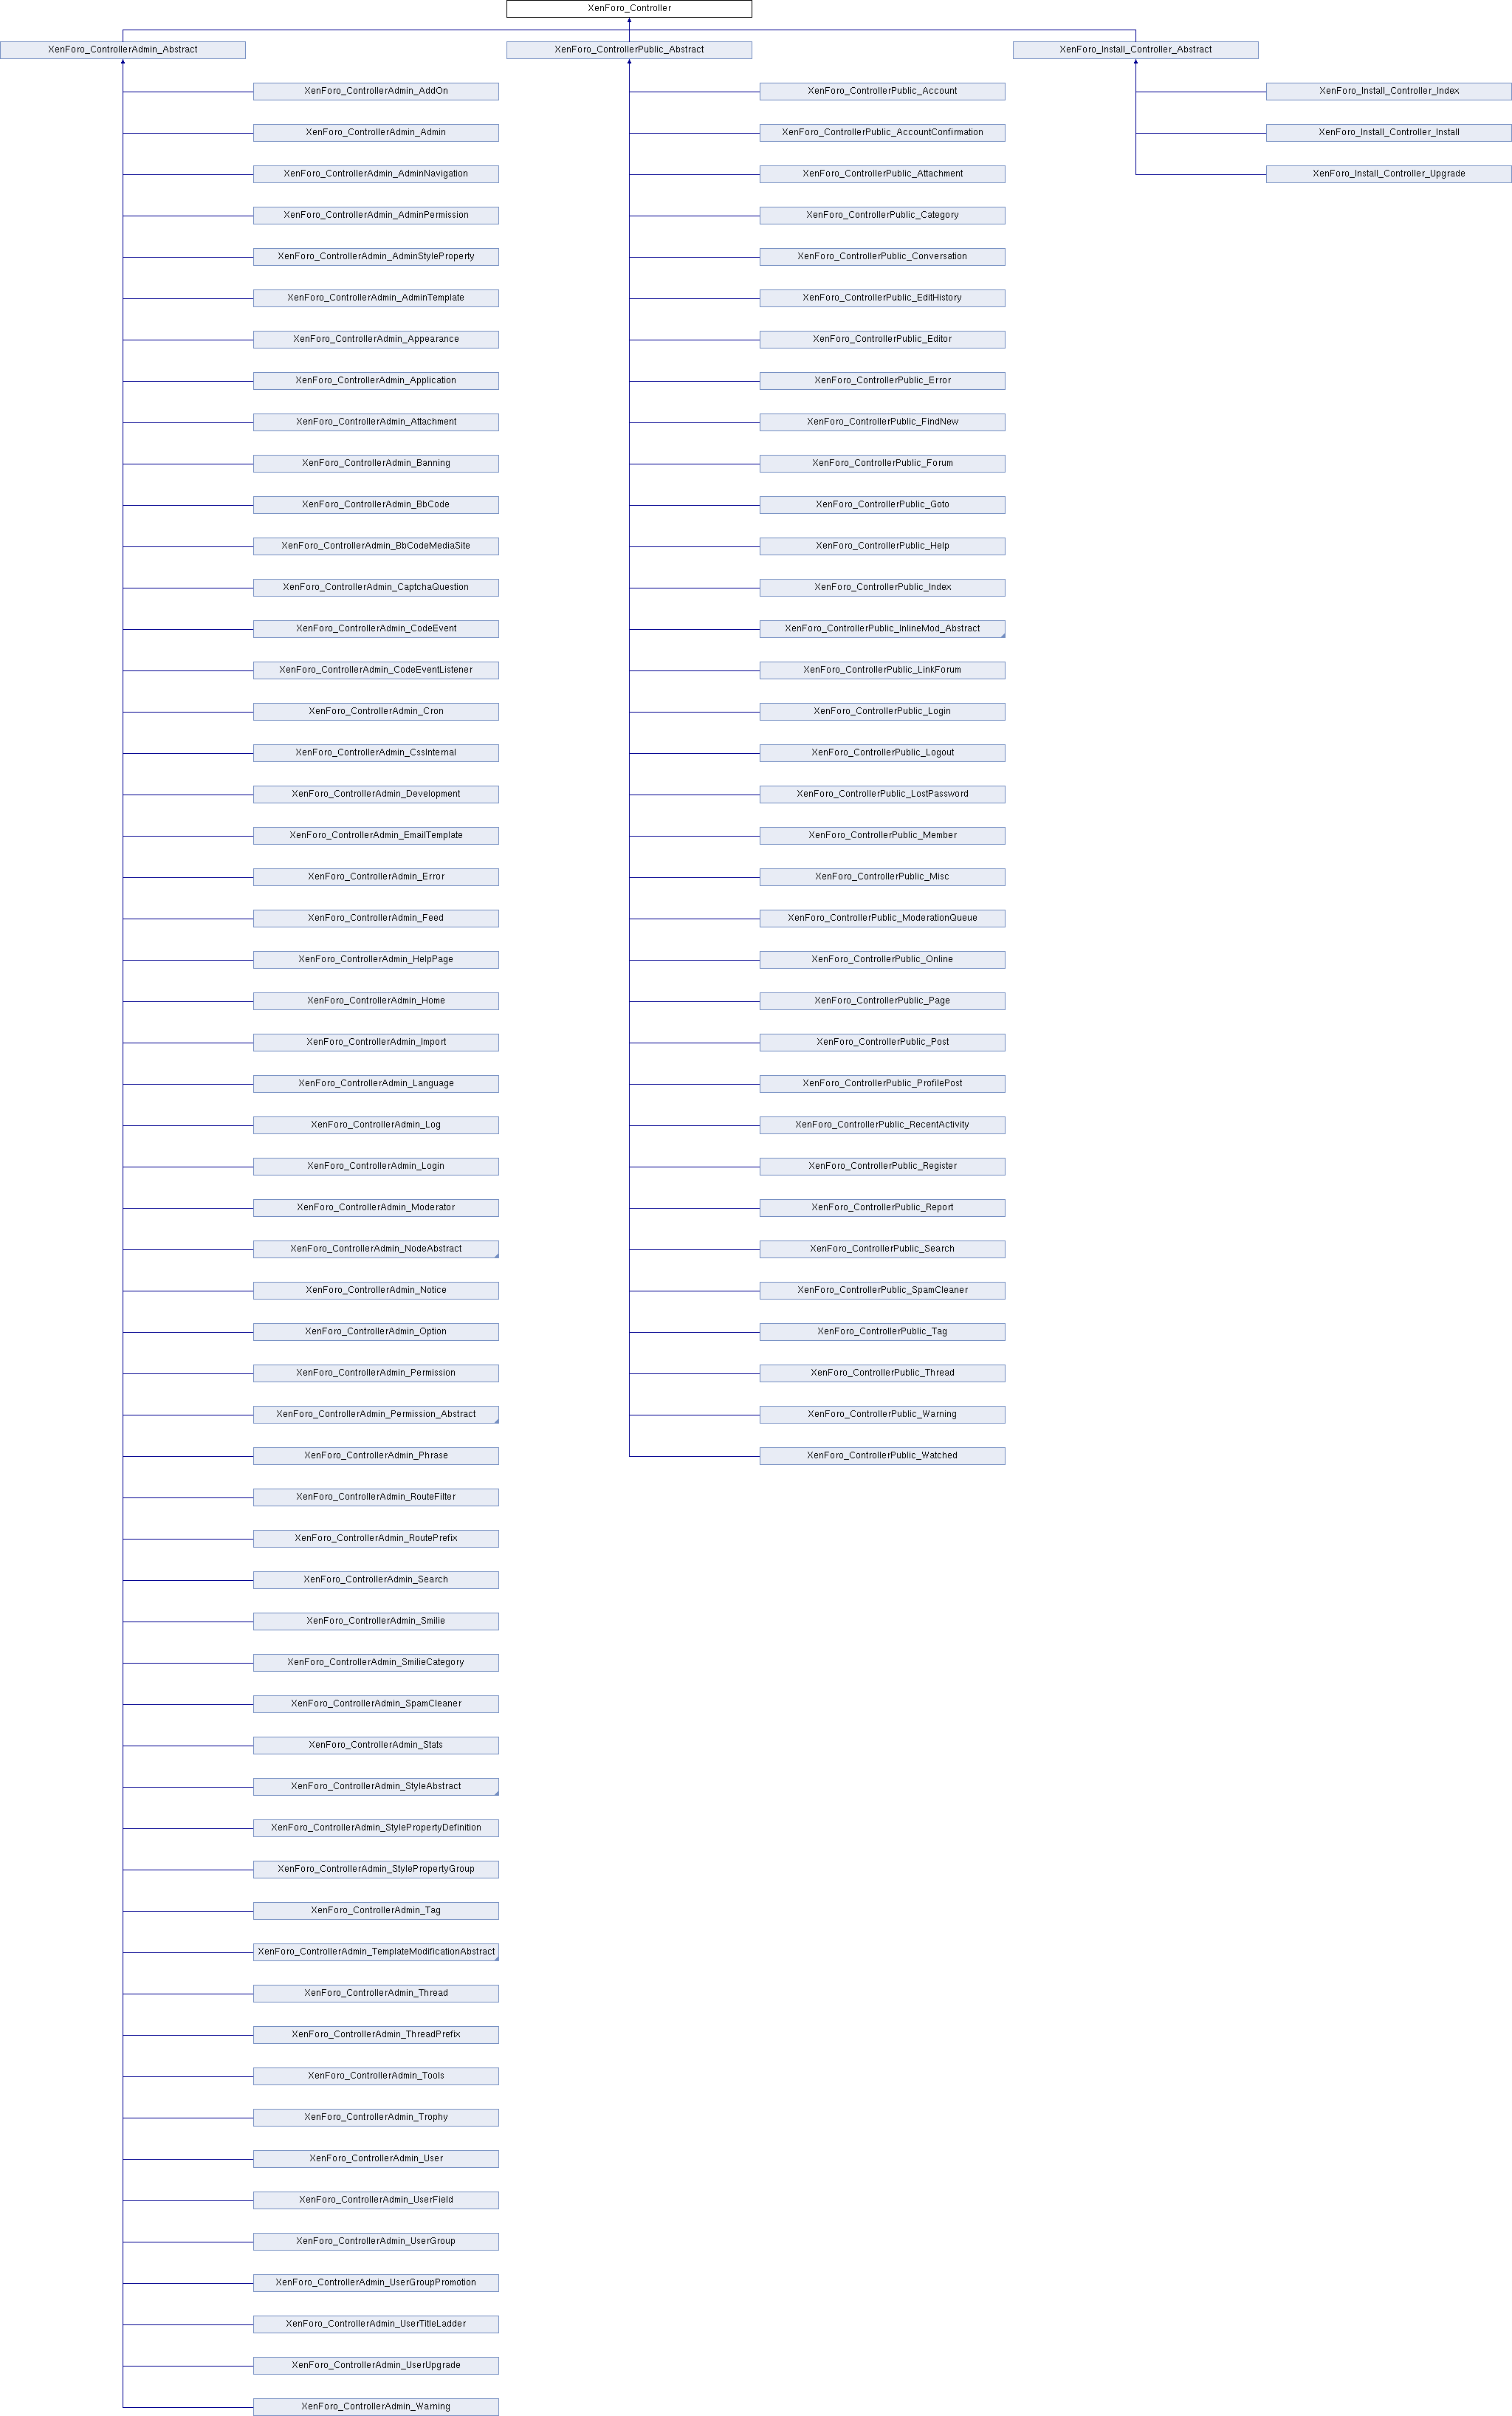 XenForo_Controller
XenForo_ControllerAdmin_Abstract
XenForo_ControllerPublic_Abstract
XenForo_Install_Controller_Abstract
XenForo_ControllerAdmin_AddOn
XenForo_ControllerPublic_Account
XenForo_Install_Controller_Index
XenForo_ControllerAdmin_Admin
XenForo_ControllerPublic_AccountConfirmation
XenForo_Install_Controller_Install
XenForo_ControllerAdmin_AdminNavigation
XenForo_ControllerPublic_Attachment
XenForo_Install_Controller_Upgrade
XenForo_ControllerAdmin_AdminPermission
XenForo_ControllerPublic_Category
XenForo_ControllerAdmin_AdminStyleProperty
XenForo_ControllerPublic_Conversation
XenForo_ControllerAdmin_AdminTemplate
XenForo_ControllerPublic_EditHistory
XenForo_ControllerAdmin_Appearance
XenForo_ControllerPublic_Editor
XenForo_ControllerAdmin_Application
XenForo_ControllerPublic_Error
XenForo_ControllerAdmin_Attachment
XenForo_ControllerPublic_FindNew
XenForo_ControllerAdmin_Banning
XenForo_ControllerPublic_Forum
XenForo_ControllerAdmin_BbCode
XenForo_ControllerPublic_Goto
XenForo_ControllerAdmin_BbCodeMediaSite
XenForo_ControllerPublic_Help
XenForo_ControllerAdmin_CaptchaQuestion
XenForo_ControllerPublic_Index
XenForo_ControllerAdmin_CodeEvent
XenForo_ControllerPublic_InlineMod_Abstract
XenForo_ControllerAdmin_CodeEventListener
XenForo_ControllerPublic_LinkForum
XenForo_ControllerAdmin_Cron
XenForo_ControllerPublic_Login
XenForo_ControllerAdmin_CssInternal
XenForo_ControllerPublic_Logout
XenForo_ControllerAdmin_Development
XenForo_ControllerPublic_LostPassword
XenForo_ControllerAdmin_EmailTemplate
XenForo_ControllerPublic_Member
XenForo_ControllerAdmin_Error
XenForo_ControllerPublic_Misc
XenForo_ControllerAdmin_Feed
XenForo_ControllerPublic_ModerationQueue
XenForo_ControllerAdmin_HelpPage
XenForo_ControllerPublic_Online
XenForo_ControllerAdmin_Home
XenForo_ControllerPublic_Page
XenForo_ControllerAdmin_Import
XenForo_ControllerPublic_Post
XenForo_ControllerAdmin_Language
XenForo_ControllerPublic_ProfilePost
XenForo_ControllerAdmin_Log
XenForo_ControllerPublic_RecentActivity
XenForo_ControllerAdmin_Login
XenForo_ControllerPublic_Register
XenForo_ControllerAdmin_Moderator
XenForo_ControllerPublic_Report
XenForo_ControllerAdmin_NodeAbstract
XenForo_ControllerPublic_Search
XenForo_ControllerAdmin_Notice
XenForo_ControllerPublic_SpamCleaner
XenForo_ControllerAdmin_Option
XenForo_ControllerPublic_Tag
XenForo_ControllerAdmin_Permission
XenForo_ControllerPublic_Thread
XenForo_ControllerAdmin_Permission_Abstract
XenForo_ControllerPublic_Warning
XenForo_ControllerAdmin_Phrase
XenForo_ControllerPublic_Watched
XenForo_ControllerAdmin_RouteFilter
XenForo_ControllerAdmin_RoutePrefix
XenForo_ControllerAdmin_Search
XenForo_ControllerAdmin_Smilie
XenForo_ControllerAdmin_SmilieCategory
XenForo_ControllerAdmin_SpamCleaner
XenForo_ControllerAdmin_Stats
XenForo_ControllerAdmin_StyleAbstract
XenForo_ControllerAdmin_StylePropertyDefinition
XenForo_ControllerAdmin_StylePropertyGroup
XenForo_ControllerAdmin_Tag
XenForo_ControllerAdmin_TemplateModificationAbstract
XenForo_ControllerAdmin_Thread
XenForo_ControllerAdmin_ThreadPrefix
XenForo_ControllerAdmin_Tools
XenForo_ControllerAdmin_Trophy
XenForo_ControllerAdmin_User
XenForo_ControllerAdmin_UserField
XenForo_ControllerAdmin_UserGroup
XenForo_ControllerAdmin_UserGroupPromotion
XenForo_ControllerAdmin_UserTitleLadder
XenForo_ControllerAdmin_UserUpgrade
XenForo_ControllerAdmin_Warning